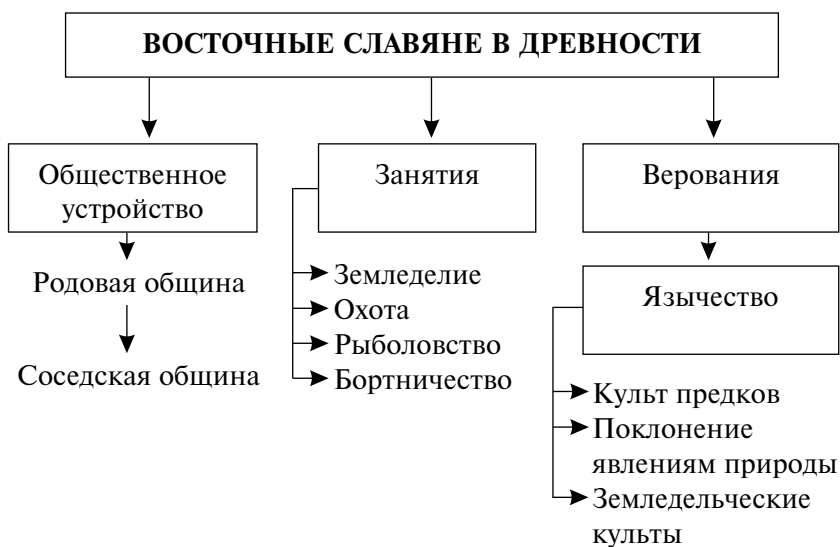 ВОСТОЧНЫЕ СЛАВЯНЕ В ДРЕВНОСТИ
Общественное
устройство
Родовая община
Соседская община
Занятия
Земледелие
Охота
Рыболовство
Бортничество
Верования
Язычество
Культ предков
Поклонение
явлениям природы
Земледельческие
культы